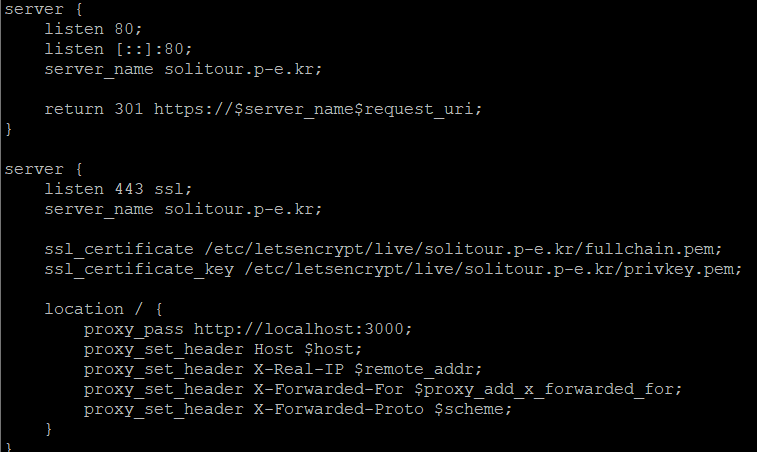 server {
    listen 80;
    listen [::]:80;
    server_name solitour.p-e.kr;

    return 301 https://$server_name$request_uri;
}

server {
    listen 443 ssl;
    server_name solitour.p-e.kr;

    ssl_certificate /etc/letsencrypt/live/solitour.p-e.kr/fullchain.pem;
    ssl_certificate_key /etc/letsencrypt/live/solitour.p-e.kr/privkey.pem;

    location / {
        proxy_pass http://localhost:3000;
        proxy_set_header Host $host;
        proxy_set_header X-Real-IP $remote_addr;
        proxy_set_header X-Forwarded-For $proxy_add_x_forwarded_for;
        proxy_set_header X-Forwarded-Proto $scheme;
    }
}